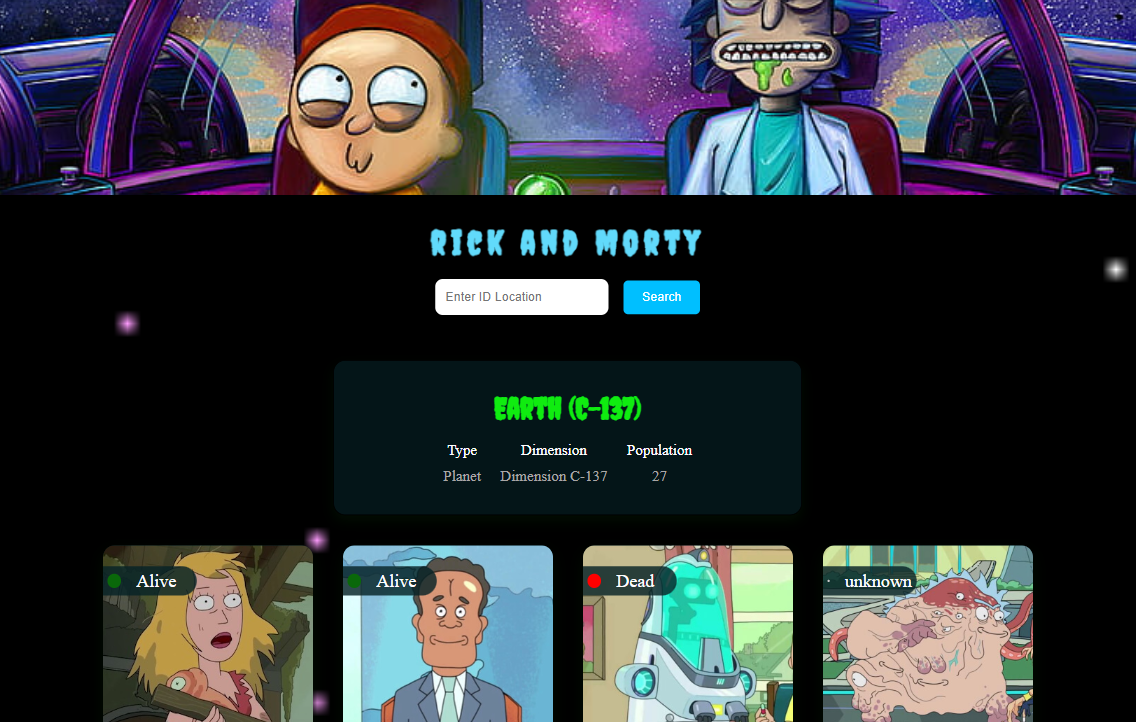 RICK AND MORTY
Enter ID Location
Search
EARTH (C-137)
Type Dimension Population
Planet Dimension C-137 27
Alive
Alive
Dead
unknown